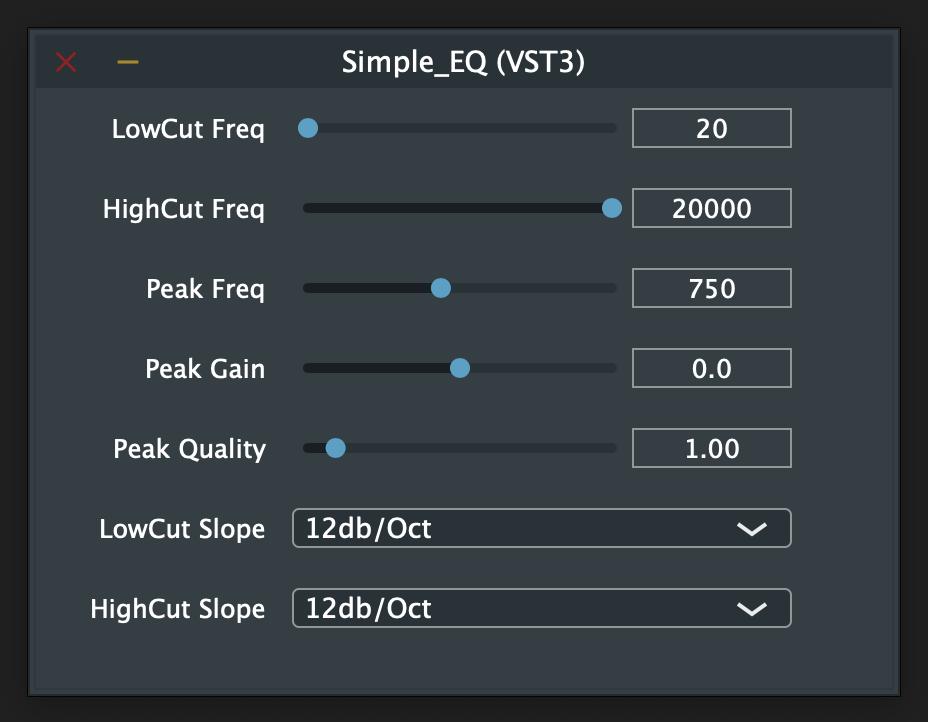 Simple_EQ (VST3)
LowCut Freq 20
HighCut Freq 20000
Peak Freq 750
Peak Gain 0.0
Peak Quality 1.00
LowCut Slope 12db/Oct
HighCut Slope 12db/Oct